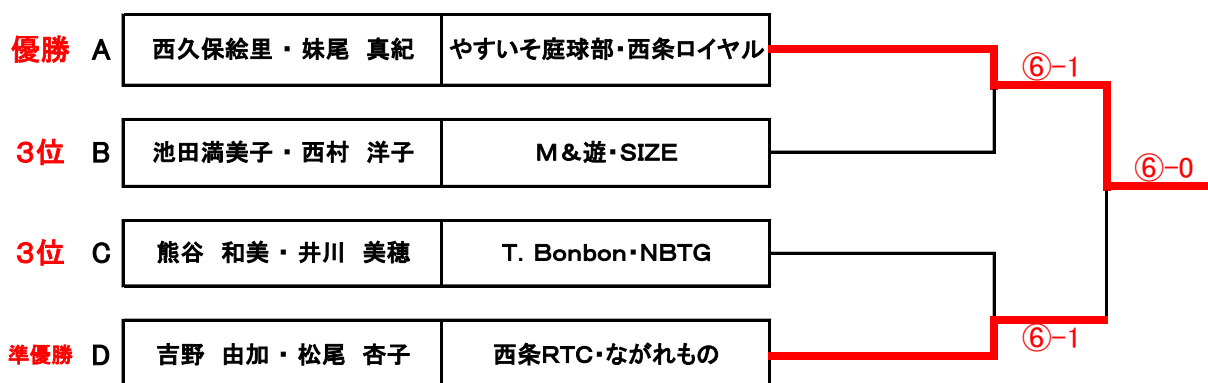 優勝 A 西久保絵里・妹尾 真紀 やすいそ庭球部・西条ロイヤル
⑥-1
3位 B 池田満美子・西村 洋子 M&遊・SIZE
⑥-0
3位 C 熊谷 和美・井川 美穂 T. Bonbon・NBTG
⑥-1
準優勝 D 吉野 由加・松尾 杏子 西条RTC・ながれもの